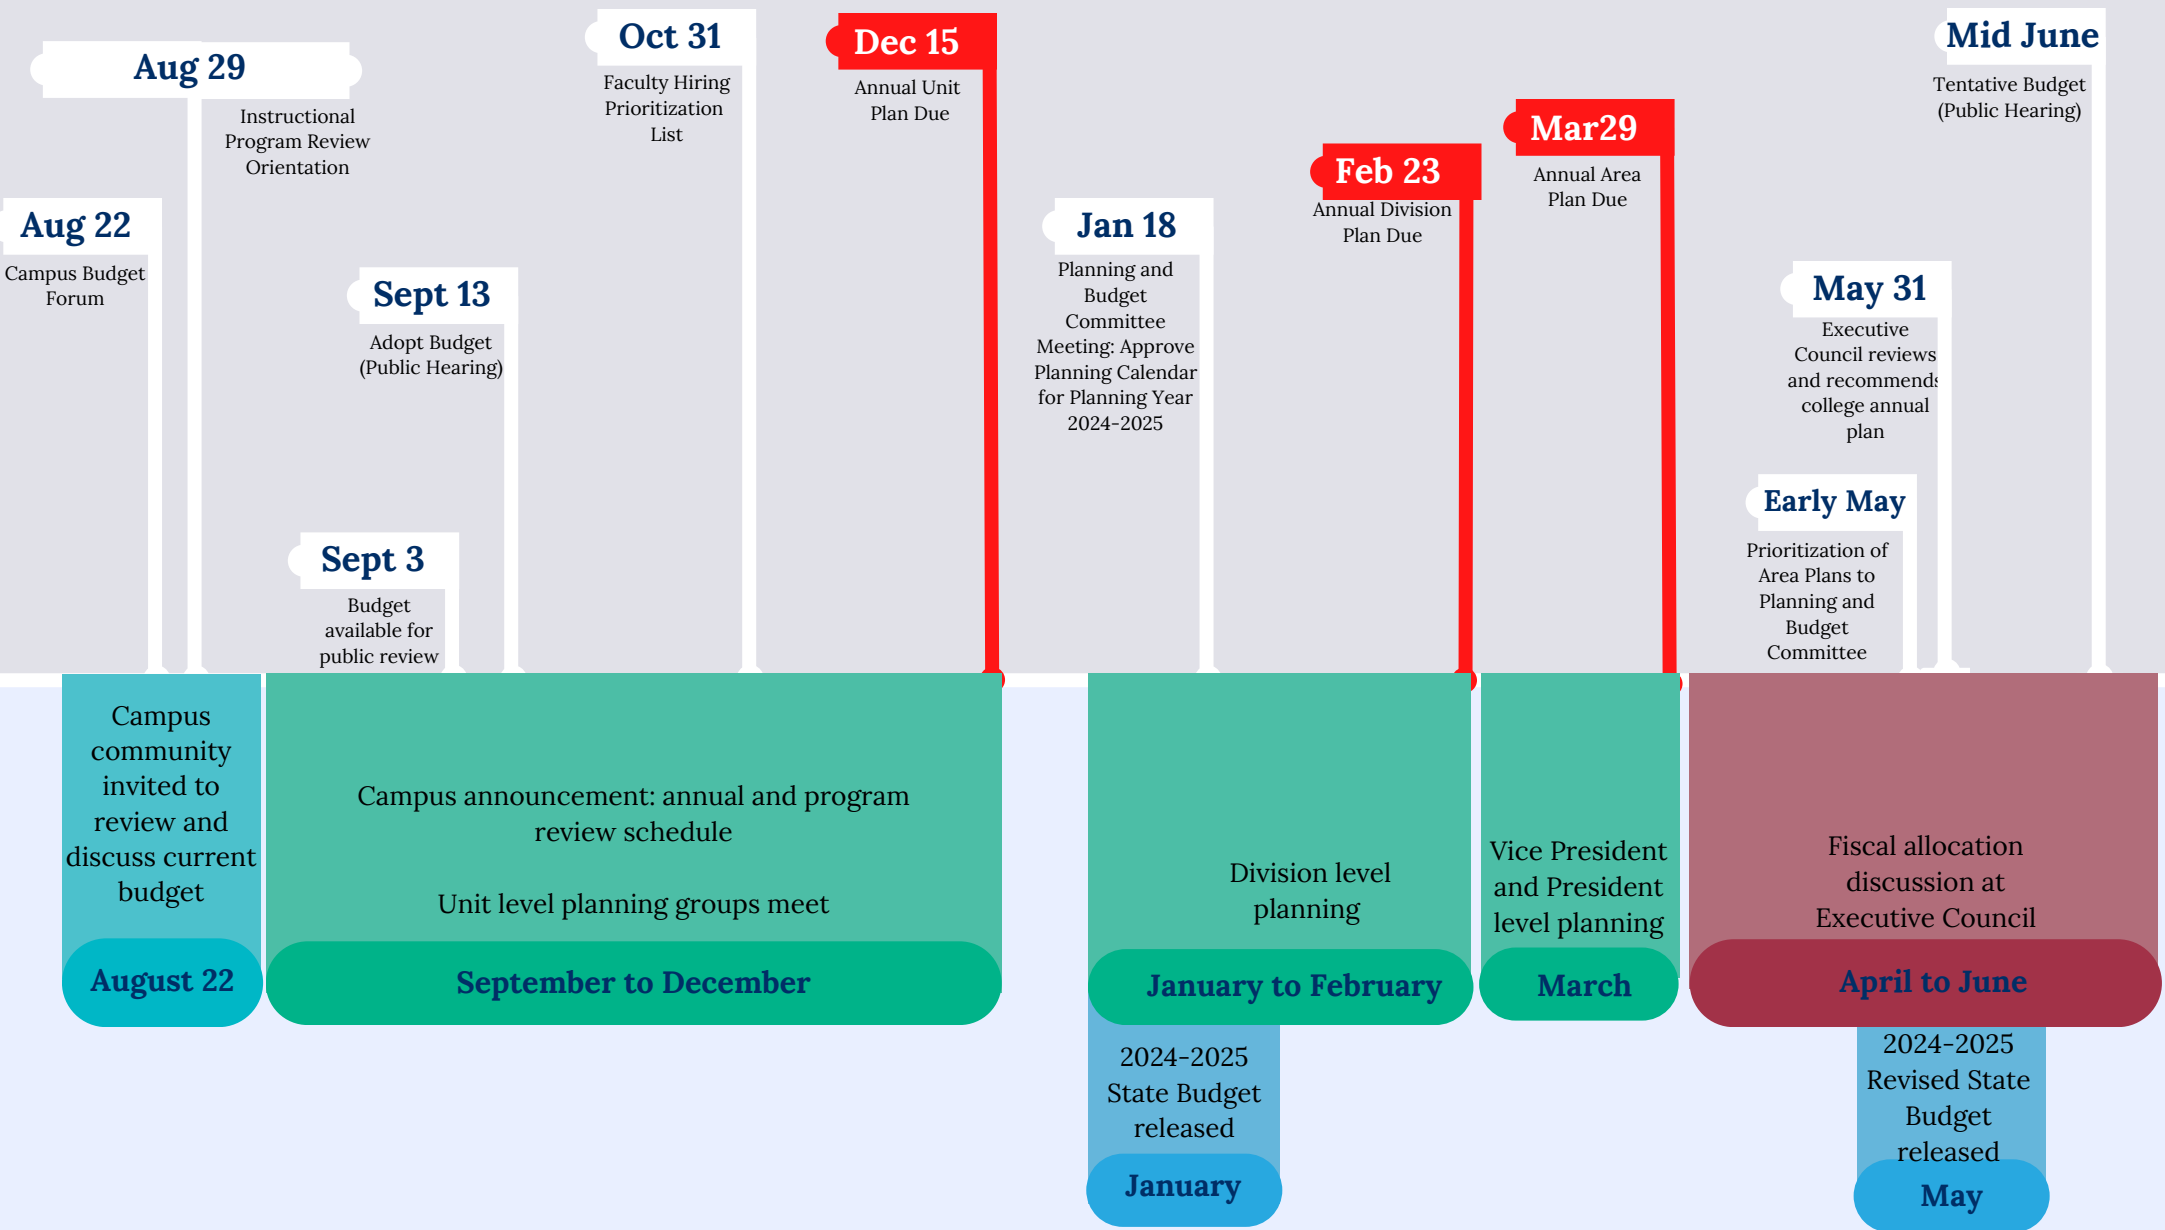 Aug 29
Instructional
Program Review
Orientation
Aug 22
Campus Budget
Forum
Sept 3
Budget
available for
public review
Sept 13
Adopt Budget
(Public Hearing)
Oct 31
Faculty Hiring
Prioritization
List
Dec 15
Annual Unit
Plan Due
Jan 18
Planning and
Budget
Committee
Meeting: Approve
Planning Calendar
for Planning Year
2024-2025
Feb 23
Annual Division
Plan Due
Mar29
Annual Area
Plan Due
Early May
Prioritization of
Area Plans to
Planning and
Budget
Committee
May 31
Executive
Council reviews
and recommends
college annual
plan
Mid June
Tentative Budget
(Public Hearing)
Campus
community
invited to
review and
discuss current
budget
August 22
Campus announcement: annual and program
review schedule
Unit level planning groups meet
September to December
Division level
planning
January to February
2024-2025
State Budget
released
January
Vice President
and President
level planning
March
Fiscal allocation
discussion at
Executive Council
April to June
2024-2025
Revised State
Budget
released
May